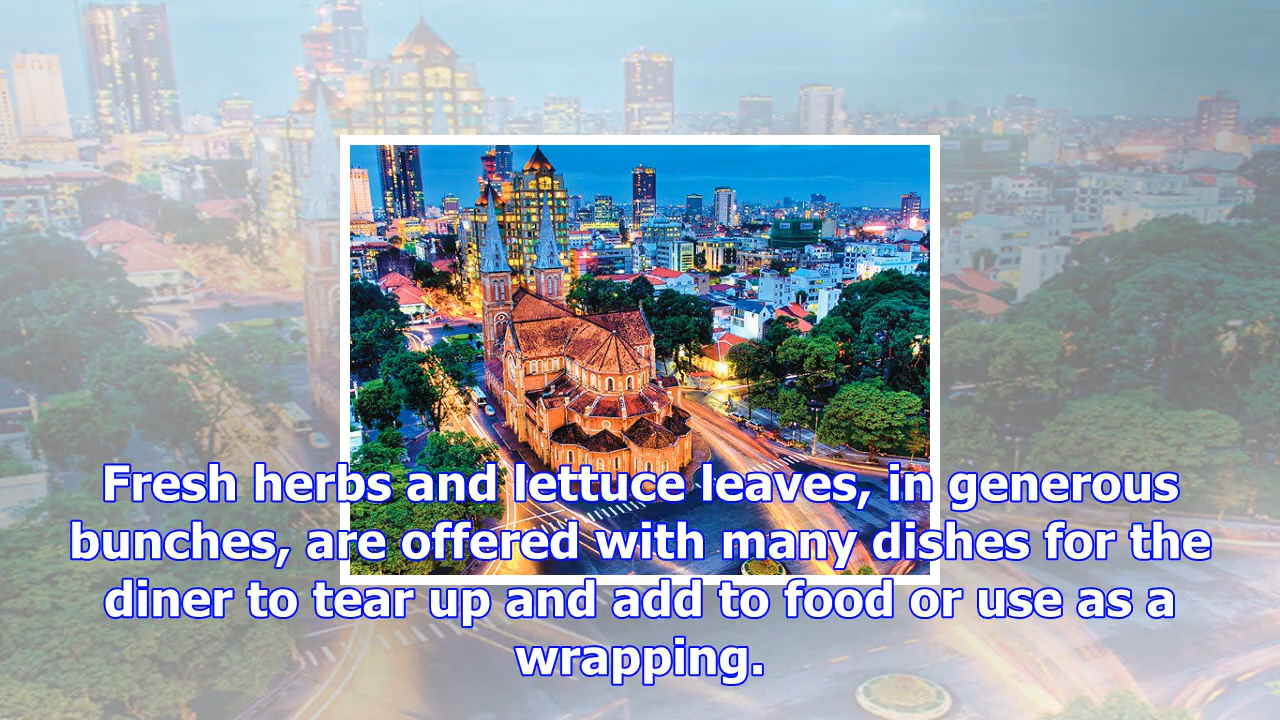 Fresh herbs and lettuce leaves, in generous
bunches, are offered with many dishes for the
diner to tear up and add to food or use as a
wrapping.